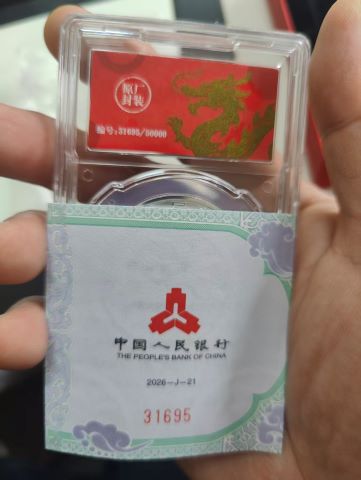 原厂
封装
编号:31695/50000
中国人民银行
THE PEOPLE'S BANK OF CHINA
2026-J-21
31695